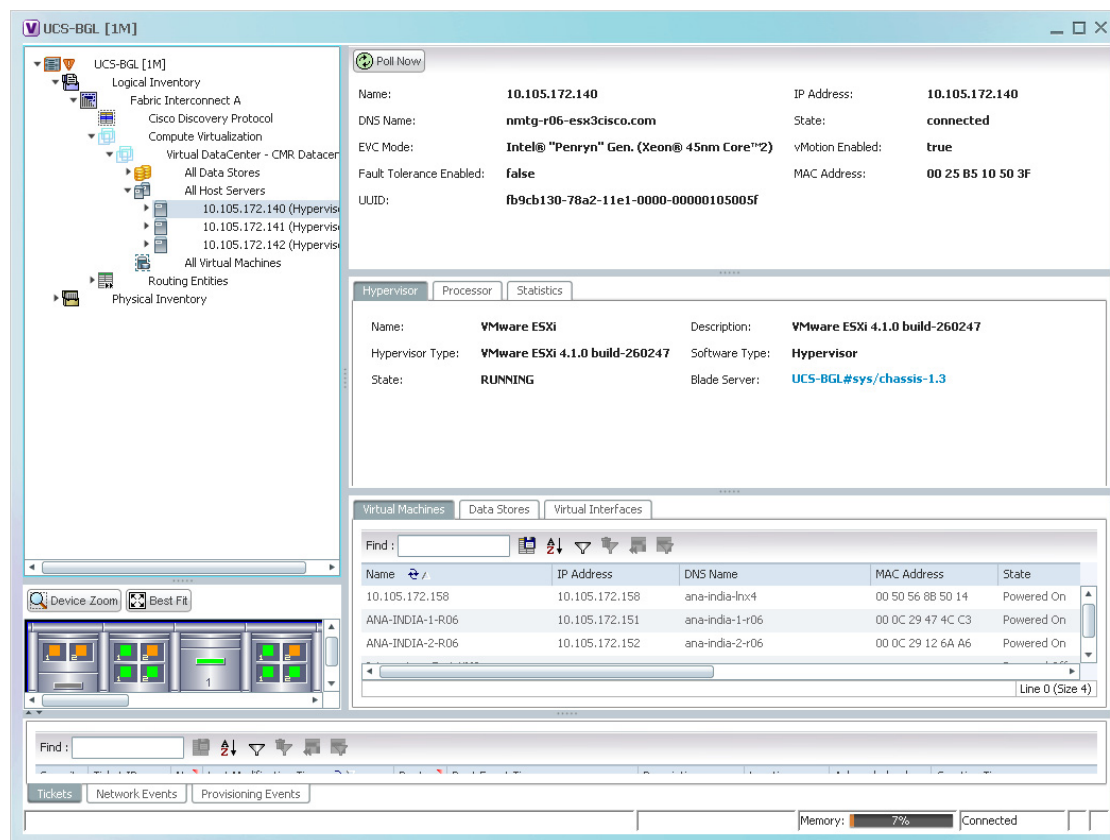 UCS-BGL [1M]
UCS-BGL [1M]
Logical Inventory
Fabric Interconnect A
Cisco Discovery Protocol
Compute Virtualization
Virtual DataCenter - CMR Datacer
All Data Stores
All Host Servers
10.105.172.140 (Hypervis
10.105.172.141 (Hypervis
10.105.172.142 (Hypervis
All Virtual Machines
Routing Entities
Physical Inventory
Device Zoom Best Fit
1
Poll Now
Name: 10.105.172.140 IP Address: 10.105.172.140
DNS Name: nmtg-r06-esx3cisco.com State: connected
EVC Mode: Intel® "Penryn" Gen. (Xeon® 45nm Core™2) vMotion Enabled: true
Fault Tolerance Enabled: false MAC Address: 00 25 B5 10 50 3F
UUID: fb9cb130-78a2-11e1-0000-00000105005f
Hypervisor Processor Statistics
Name: VMware ESXi Description: VMware ESXi 4.1.0 build-260247
Hypervisor Type: VMware ESXi 4.1.0 build-260247 Software Type: Hypervisor
State: RUNNING Blade Server: UCS-BGL#sys/chassis-1.3
Virtual Machines Data Stores Virtual Interfaces
Find :
Name IP Address DNS Name MAC Address State
10.105.172.158 10.105.172.158 ana-india-lnx4 00 50 56 8B 50 14 Powered On
ANA-INDIA-1-R06 10.105.172.151 ana-india-1-r06 00 0C 29 47 4C C3 Powered On
ANA-INDIA-2-R06 10.105.172.152 ana-india-2-r06 00 0C 29 12 6A A6 Powered On
Line 0 (Size 4)
Find :
Tickets Network Events Provisioning Events
Memory: 7% Connected